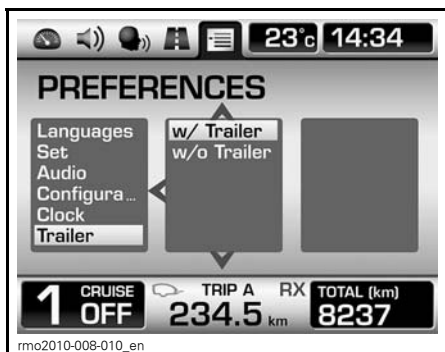 23°c 14:34
PREFERENCES
Languages
Set
Audio
Configura...
Clock
Trailer
w/ Trailer
w/o Trailer
1 CRUISE OFF
TRIP A RX
234.5 km
TOTAL (km)
8237
rmo2010-008-010_en